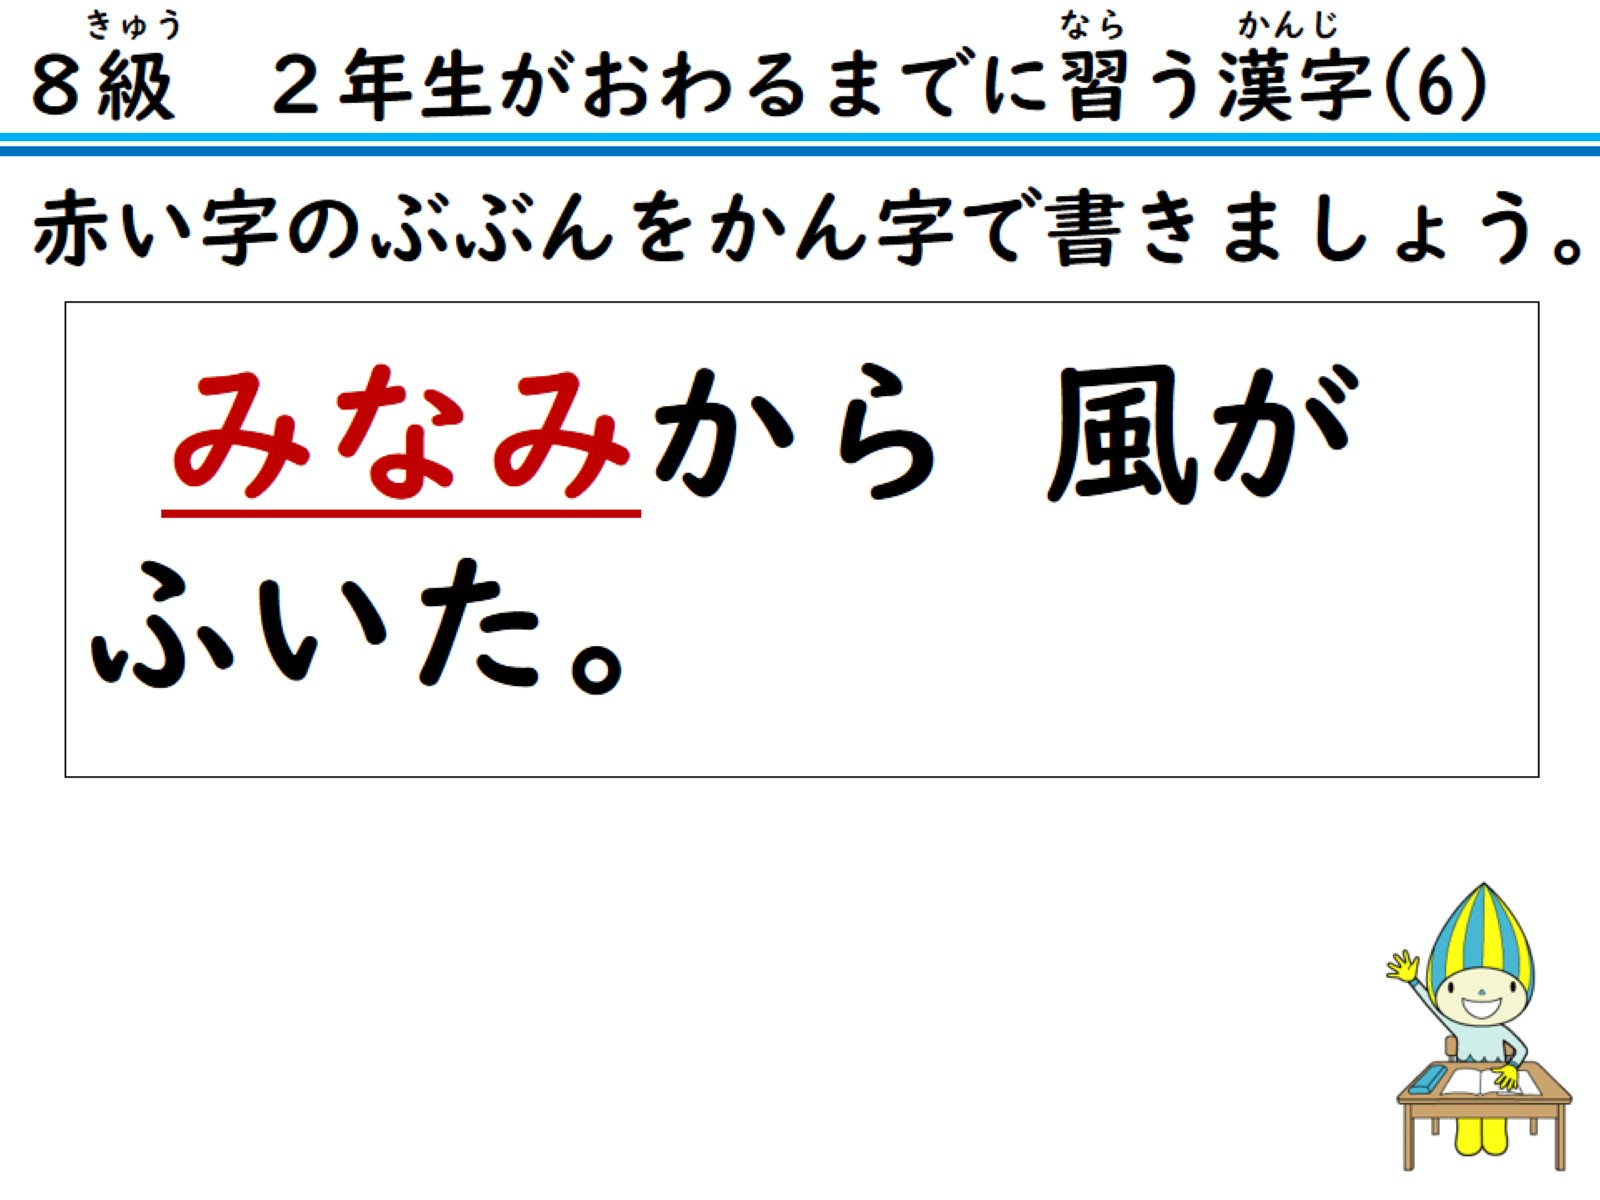 きゅう なら かんじ
８級　２年生がおわるまでに習う漢字(6)
赤い字のぶぶんをかん字で書きましょう。
みなみから 風が
ふいた。